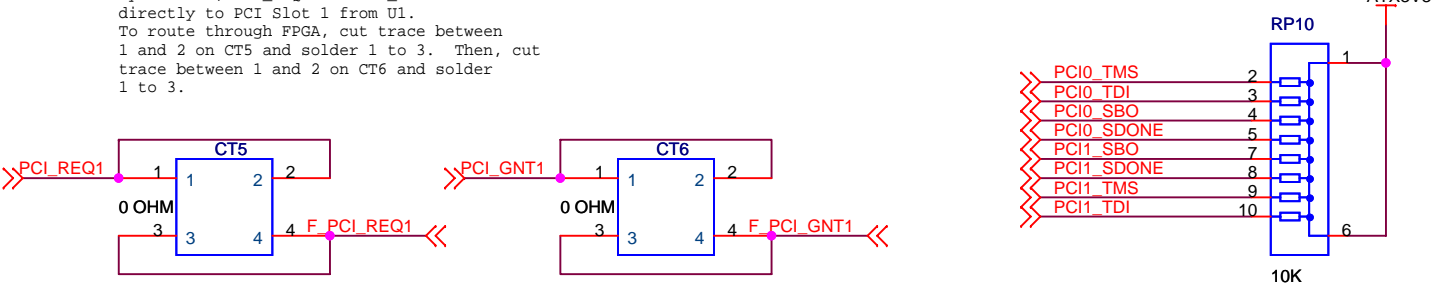 directly to PCI Slot 1 from U1.
To route through FPGA, cut trace between
1 and 2 on CT5 and solder 1 to 3. Then, cut
trace between 1 and 2 on CT6 and solder
1 to 3.
CT5
PCI_REQ1
1
1
2
2
0 OHM
3
3
4
4
F_PCI_REQ1
CT6
PCI_GNT1
1
1
2
2
0 OHM
3
3
4
4
F_PCI_GNT1
RP10
1
PCI0_TMS
2
PCI0_TDI
3
PCI0_SBO
4
PCI0_SDONE
5
PCI1_SBO
7
PCI1_SDONE
8
PCI1_TMS
9
PCI1_TDI
10
6
10K